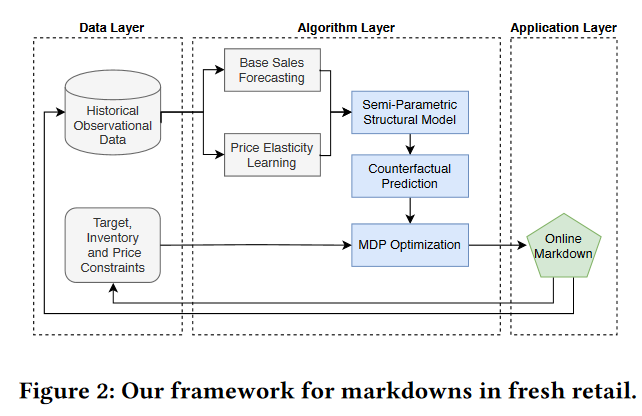 Data Layer
Algorithm Layer
Application Layer
Historical
Observational
Data
Base Sales
Forecasting
Price Elasticity
Learning
Semi-Parametric
Structural Model
Counterfactual
Prediction
Target,
Inventory
and Price
Constraints
MDP Optimization
Online
Markdown
Figure 2: Our framework for markdowns in fresh retail.